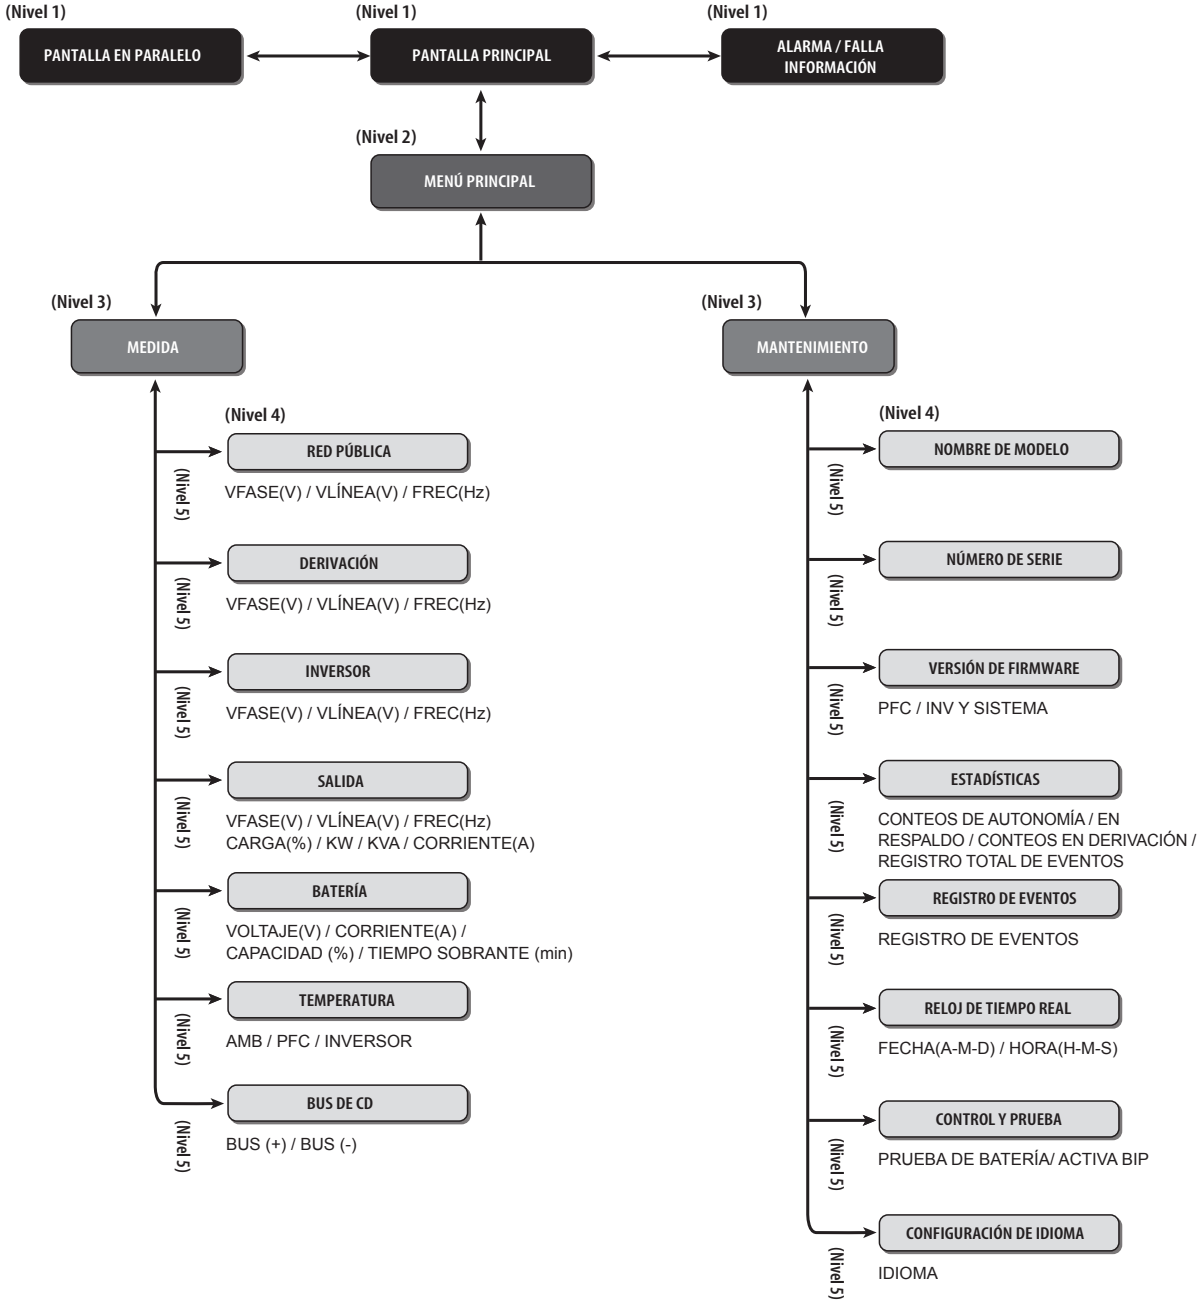 (Nivel 1)
PANTALLA EN PARALELO
(Nivel 1)
PANTALLA PRINCIPAL
(Nivel 1)
ALARMA / FALLA
INFORMACIÓN
(Nivel 2)
MENÚ PRINCIPAL
(Nivel 3)
MEDIDA
(Nivel 4)
RED PÚBLICA
(Nivel 5)
VFASE(V) / VLÍNEA(V) / FREC(Hz)
DERIVACIÓN
(Nivel 5)
VFASE(V) / VLÍNEA(V) / FREC(Hz)
INVERSOR
(Nivel 5)
VFASE(V) / VLÍNEA(V) / FREC(Hz)
SALIDA
(Nivel 5)
VFASE(V) / VLÍNEA(V) / FREC(Hz)
CARGA(%) / KW / KVA / CORRIENTE(A)
BATERÍA
(Nivel 5)
VOLTAJE(V) / CORRIENTE(A) /
CAPACIDAD (%) / TIEMPO SOBRANTE (min)
TEMPERATURA
(Nivel 5)
AMB / PFC / INVERSOR
BUS DE CD
(Nivel 5)
BUS (+) / BUS (-)
(Nivel 3)
MANTENIMIENTO
(Nivel 4)
NOMBRE DE MODELO
(Nivel 5)
NÚMERO DE SERIE
(Nivel 5)
VERSIÓN DE FIRMWARE
(Nivel 5)
PFC / INV Y SISTEMA
ESTADÍSTICAS
(Nivel 5)
CONTEOS DE AUTONOMÍA / EN
RESPALDO / CONTEOS EN DERIVACIÓN /
REGISTRO TOTAL DE EVENTOS
REGISTRO DE EVENTOS
(Nivel 5)
REGISTRO DE EVENTOS
RELOJ DE TIEMPO REAL
(Nivel 5)
FECHA(A-M-D) / HORA(H-M-S)
CONTROL Y PRUEBA
(Nivel 5)
PRUEBA DE BATERÍA/ ACTIVA BIP
CONFIGURACIÓN DE IDIOMA
(Nivel 5)
IDIOMA